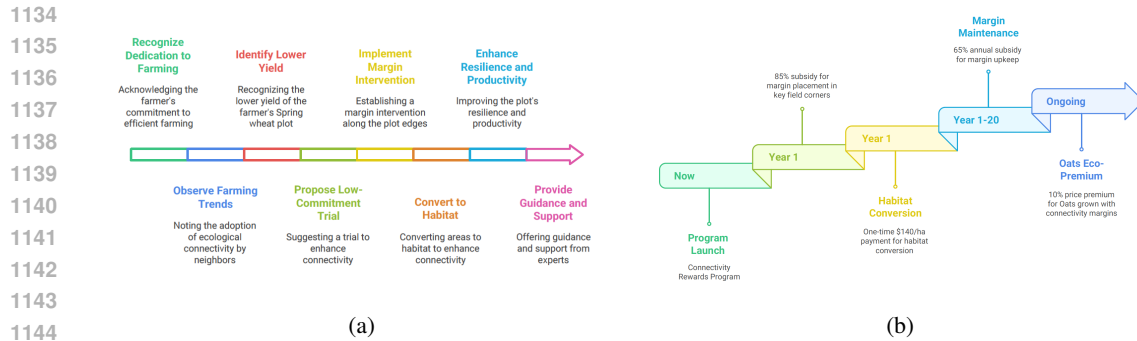 1134
1135
1136
1137
1138
1139
1140
1141
1142
1143
1144
Recognize
Dedication to
Farming
Acknowledging the
farmer's
commitment to
efficient farming
Identify Lower
Yield
Recognizing the
lower yield of the
farmer's Spring
wheat plot
Implement
Margin
Intervention
Establishing a
margin intervention
along the plot edges
Enhance
Resilience and
Productivity
Improving the plot's
resilience and
productivity
Observe Farming
Trends
Noting the adoption
of ecological
connectivity by
neighbors
Propose Low-
Commitment
Trial
Suggesting a trial to
enhance
connectivity
Convert to
Habitat
Converting areas to
habitat to enhance
connectivity
Provide
Guidance and
Support
Offering guidance
and support from
experts
(a)
Now
Program
Launch
Connectivity
Rewards Program
85% subsidy for
margin placement in
key field corners
Year 1
Year 1
Habitat
Conversion
One-time $140/ha
payment for habitat
conversion
Margin
Maintenance
65% annual subsidy
for margin upkeep
Year 1-20
Ongoing
Oats Eco-
Premium
10% price premium
for Oats grown with
connectivity margins
(b)